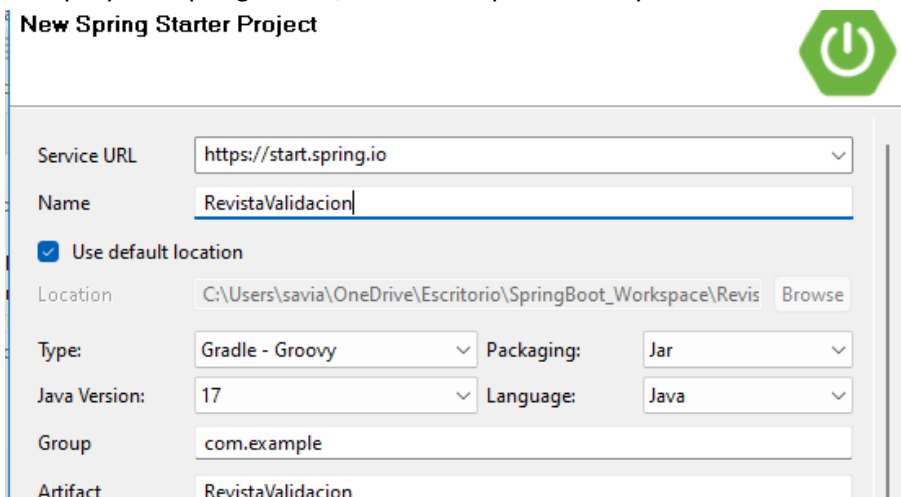 New Spring Starter Project
Service URL https://start.spring.io
Name RevistaValidacion
Use default location
Location C:\Users\savia\OneDrive\Escritorio\SpringBoot_Workspace\Revis Browse
Type: Gradle - Groovy Packaging: Jar
Java Version: 17 Language: Java
Group com.example
Artifact RevistaValidacion